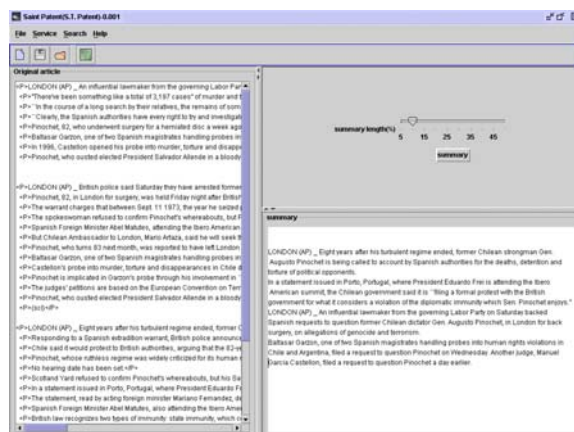 Saint Patent(S.T. Patent)-0.001
File Service Search Help
Original article
<P>LONDON (AP) _ An influential lawmaker from the governing Labor Par
<P>"There've been something like a total of 3,197 cases" of murder and
<P>``In the course of a long search by their relatives, the remains of som
<P>``Clearly, the Spanish authorities have every right to try and investigat
<P>Pinochet, 82, who underwent surgery for a herniated disc a week ago
<P>Baltasar Garzon, one of two Spanish magistrates handling probes in
<P>In 1996, Castellon opened his probe into murder, torture and disapp
<P>Pinochet, who ousted elected President Salvador Allende in a bloody
<P>LONDON (AP) _ British police said Saturday they have arrested former
<P>Pinochet, 82, in London for surgery, was held Friday night after British
<P>The warrant charges that between Sept. 11 1973, the year he seized
<P>The spokeswoman refused to confirm Pinochet's whereabouts, but
<P>Spanish Foreign Minister Abel Matutes, attending the Ibero American
<P>But Chilean Ambassador to London, Mario Artaza, said he will seek
<P>Pinochet, who turns 83 next month, was reported to have left London
<P>Baltasar Garzon, one of two Spanish magistrates handling probes in
<P>Castellon's probe into murder, torture and disappearances in Chile
<P>Pinochet is implicated in Garzon's probe through his involvement in
<P>The judges' petitions are based on the European Convention on Terr
<P>Pinochet, who ousted elected President Salvador Allende in a bloody
<P>(scl)</P>
<P>LONDON (AP) _ Eight years after his turbulent regime ended, former C
<P>Responding to a Spanish extradition warrant, British police announc
<P>Chile said it would protest to British authorities, arguing that the 82-ye
<P>Pinochet, whose ruthless regime was widely criticized for its human
<P>No hearing date has been set.</P>
<P>Scotland Yard refused to confirm Pinochet's whereabouts, but his
<P>In a statement issued in Porto, Portugal, where President Eduardo F
<P>The statement, read by acting foreign minister Mariano Fernandez,
<P>Spanish Foreign Minister Abel Matutes, also attending the Ibero Ame
<P>British law recognizes two types of immunity: state immunity, which
summary length(%)
5 15 25 35 45
summary
summary
LONDON (AP) _ Eight years after his turbulent regime ended, former Chilean strongman Gen.
Augusto Pinochet is being called to account by Spanish authorities for the deaths, detention and
torture of political opponents.
In a statement issued in Porto, Portugal, where President Eduardo Frei is attending the Ibero
American summit, the Chilean government said it is ``filing a formal protest with the British
government for what it considers a violation of the diplomatic immunity which Sen. Pinochet enjoys.''
LONDON (AP) _ An influential lawmaker from the governing Labor Party on Saturday backed
Spanish requests to question former Chilean dictator Gen. Augusto Pinochet, in London for back
surgery, on allegations of genocide and terrorism.
Baltasar Garzon, one of two Spanish magistrates handling probes into human rights violations in
Chile and Argentina, filed a request to question Pinochet on Wednesday. Another judge, Manuel
Garcia Castellon, filed a request to question Pinochet a day earlier.